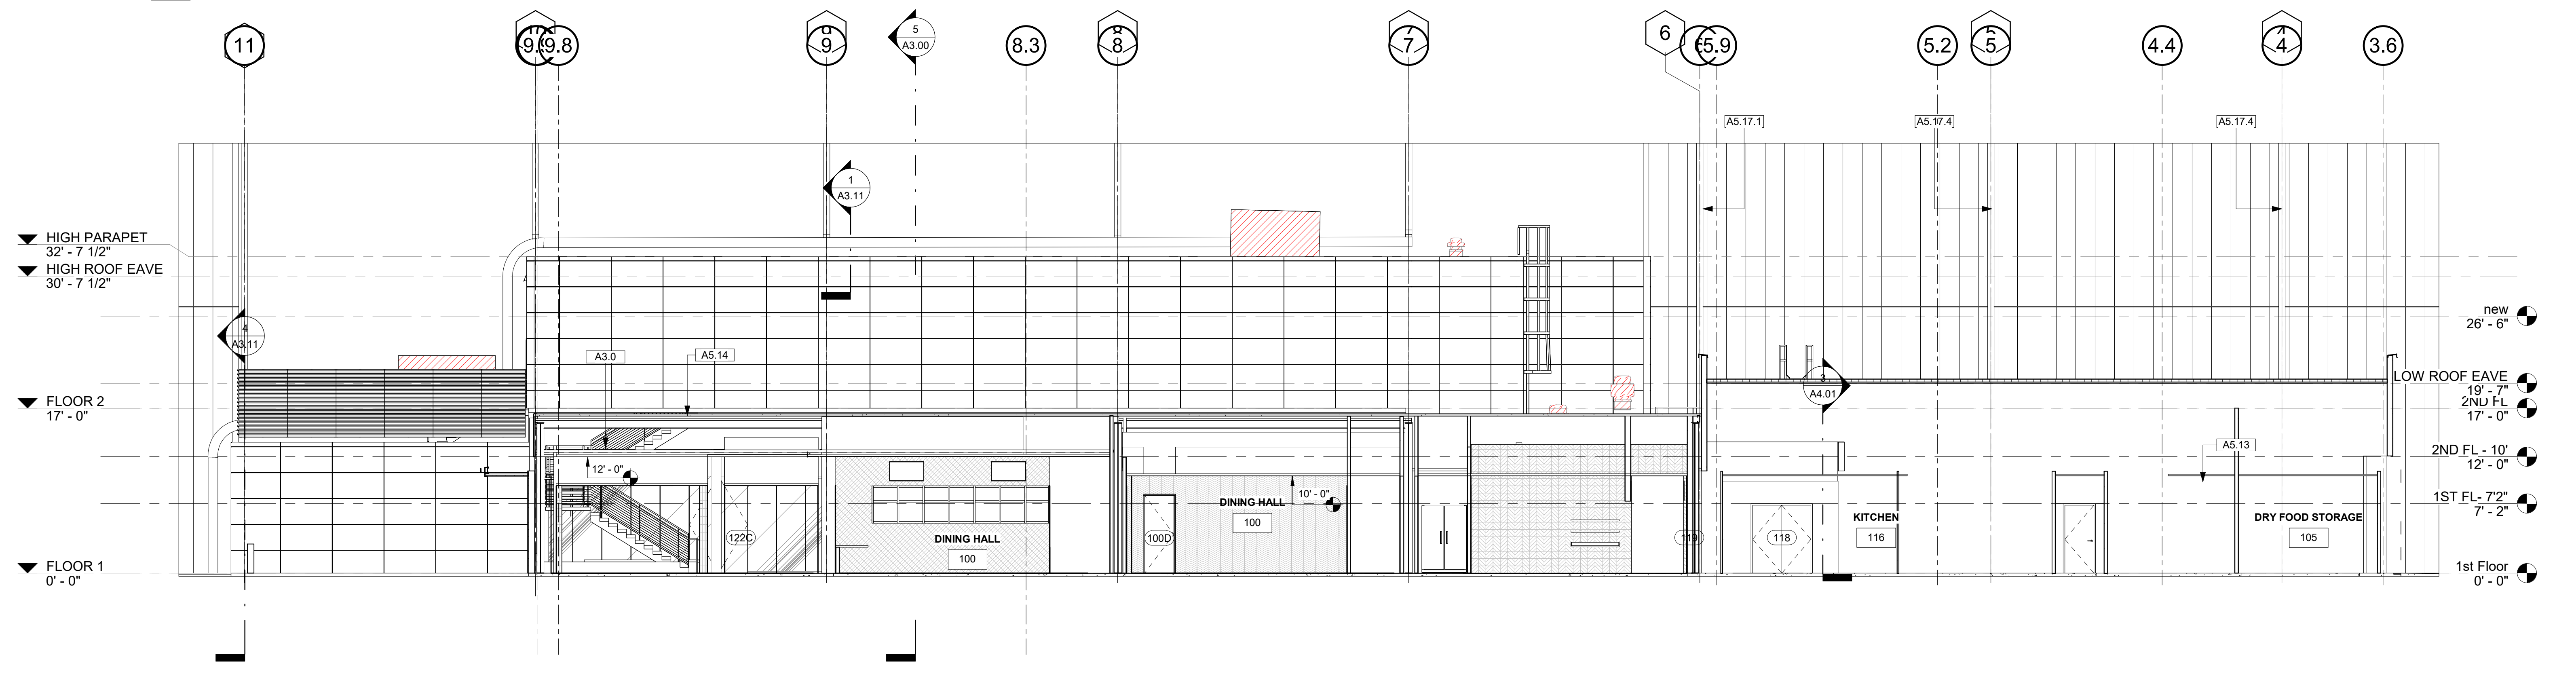 11
9.8
9
5
A3.00
8.3
8
7
6
5.9
5.2
5
4.4
4
3.6
A5.17.1
A5.17.4
A5.17.4
1
A3.11
HIGH PARAPET
32' - 7 1/2"
HIGH ROOF EAVE
30' - 7 1/2"
new
26' - 6"
4
A3.11
A3.0
A5.14
3
A4.01
LOW ROOF EAVE
19' - 7"
FLOOR 2
17' - 0"
2ND FL
17' - 0"
A5.13
2ND FL - 10'
12' - 0"
12' - 0"
10' - 0"
1ST FL- 7'2"
7' - 2"
DINING HALL
100
KITCHEN
116
DRY FOOD STORAGE
105
122C
DINING HALL
100
100D
119
118
FLOOR 1
0' - 0"
1st Floor
0' - 0"